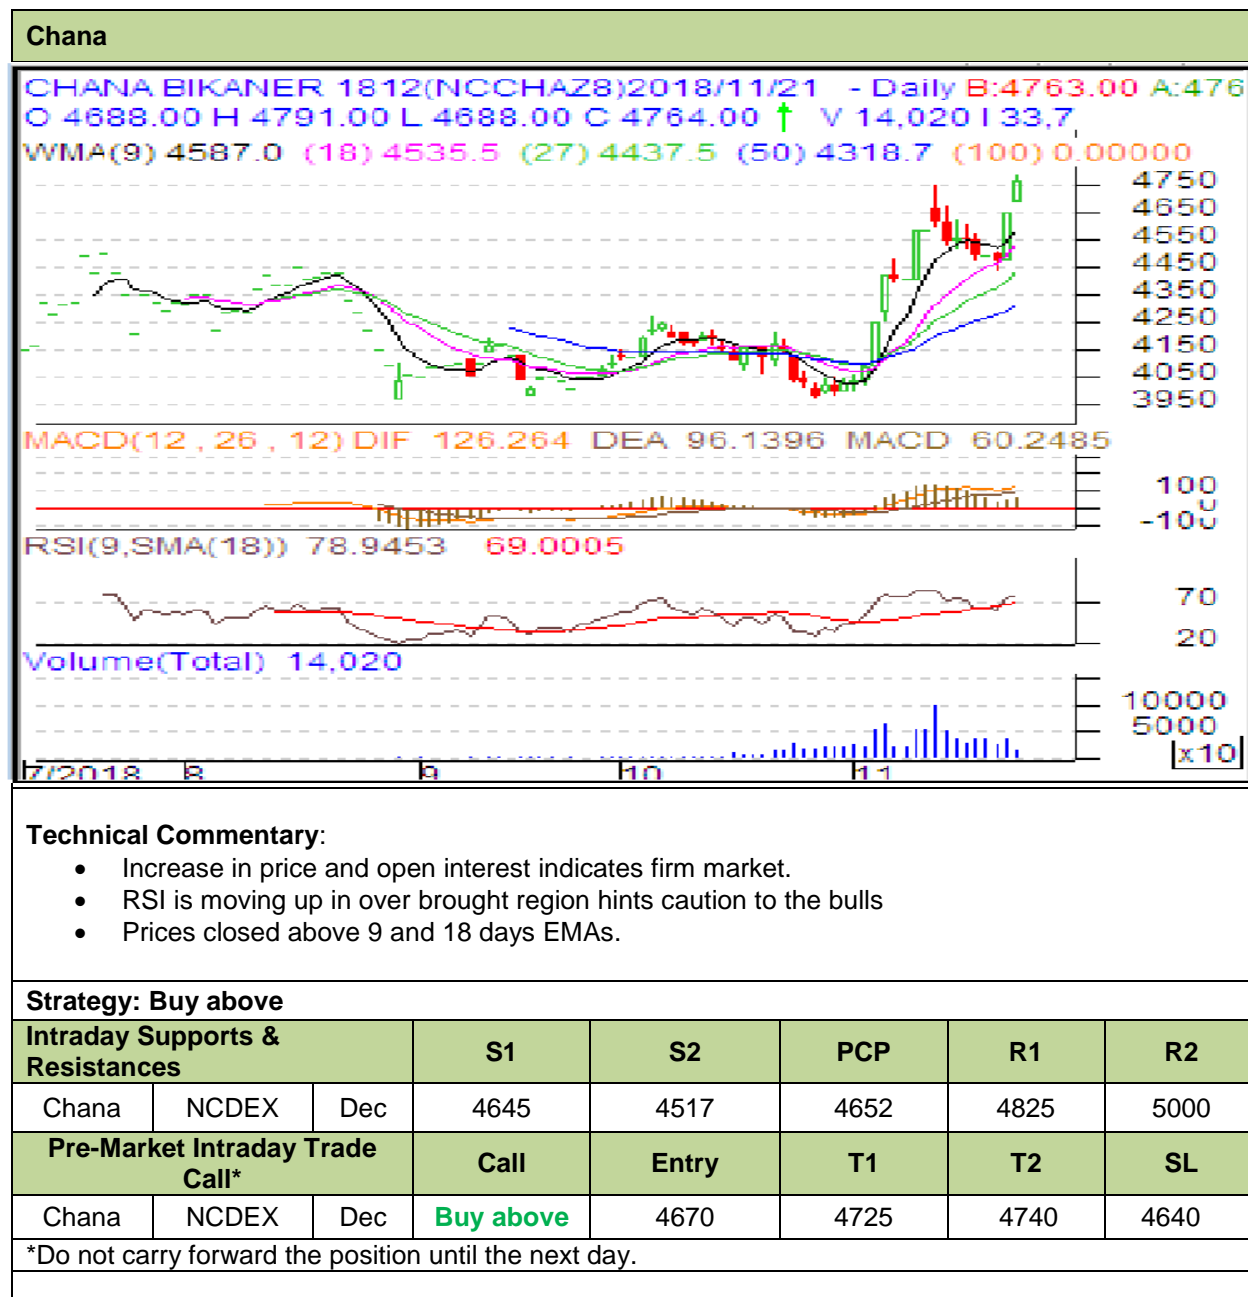 Chana
CHANA BIKANER 1812(NCCHAZ8)2018/11/21 - Daily B:4763.00 A:476
O 4688.00 H 4791.00 L 4688.00 C 4764.00 ↑ V 14,020 I 33,7
WMA(9) 4587.0 (18) 4535.5 (27) 4437.5 (50) 4318.7 (100) 0.00000
4750
4650
4550
4450
4350
4250
4150
4050
3950
MACD(12 , 26 , 12) DIF 126.264 DEA 96.1396 MACD 60.2485
100
0
-100
RSI(9,SMA(18)) 78.9453 69.0005
70
20
Volume(Total) 14,020
10000
5000
x10
7/2018 8 9 10 11
Technical Commentary:
• Increase in price and open interest indicates firm market.
• RSI is moving up in over brought region hints caution to the bulls
• Prices closed above 9 and 18 days EMAs.
Strategy: Buy above
Intraday Supports & Resistances S1 S2 PCP R1 R2
Chana NCDEX Dec 4645 4517 4652 4825 5000
Pre-Market Intraday Trade Call* Call Entry T1 T2 SL
Chana NCDEX Dec Buy above 4670 4725 4740 4640
*Do not carry forward the position until the next day.